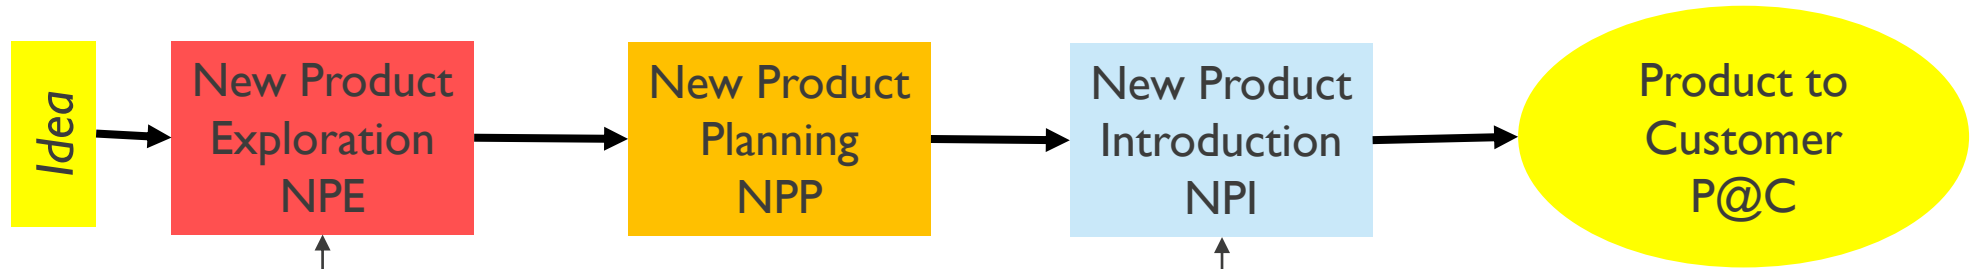 Idea
New Product
Exploration
NPE
New Product
Planning
NPP
New Product
Introduction
NPI
Product to
Customer
P@C